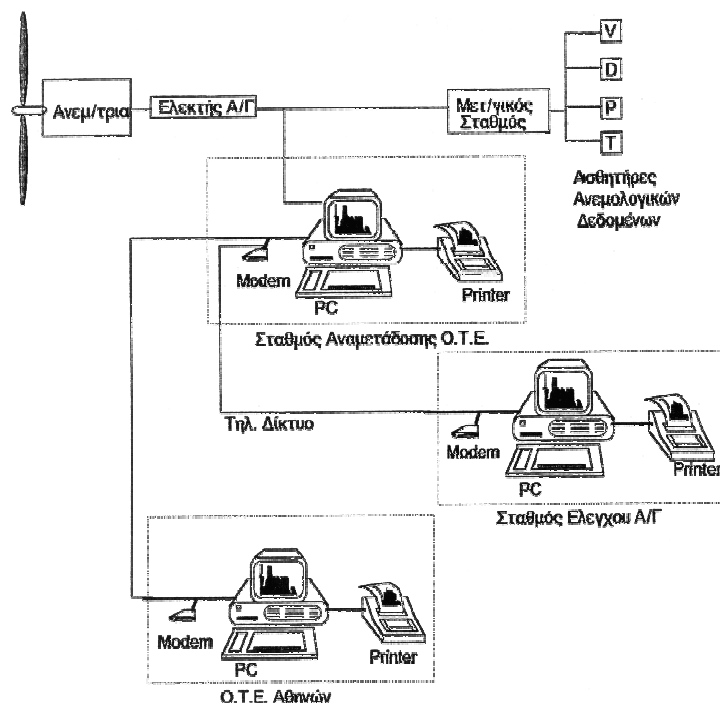 V
D
P
T
Ανεμ/τρια
Ελεκτής Α/Γ
Μετ/γικός
Σταθμός
Αισθητήρες
Ανεμολογικών
Δεδομένων
Modem
PC
Printer
Σταθμός Αναμετάδοσης Ο.Τ.Ε.
Τηλ. Δίκτυο
Modem
PC
Printer
Σταθμός Ελεγχου Α/Γ
Modem
PC
Printer
Ο.Τ.Ε. Αθηνών